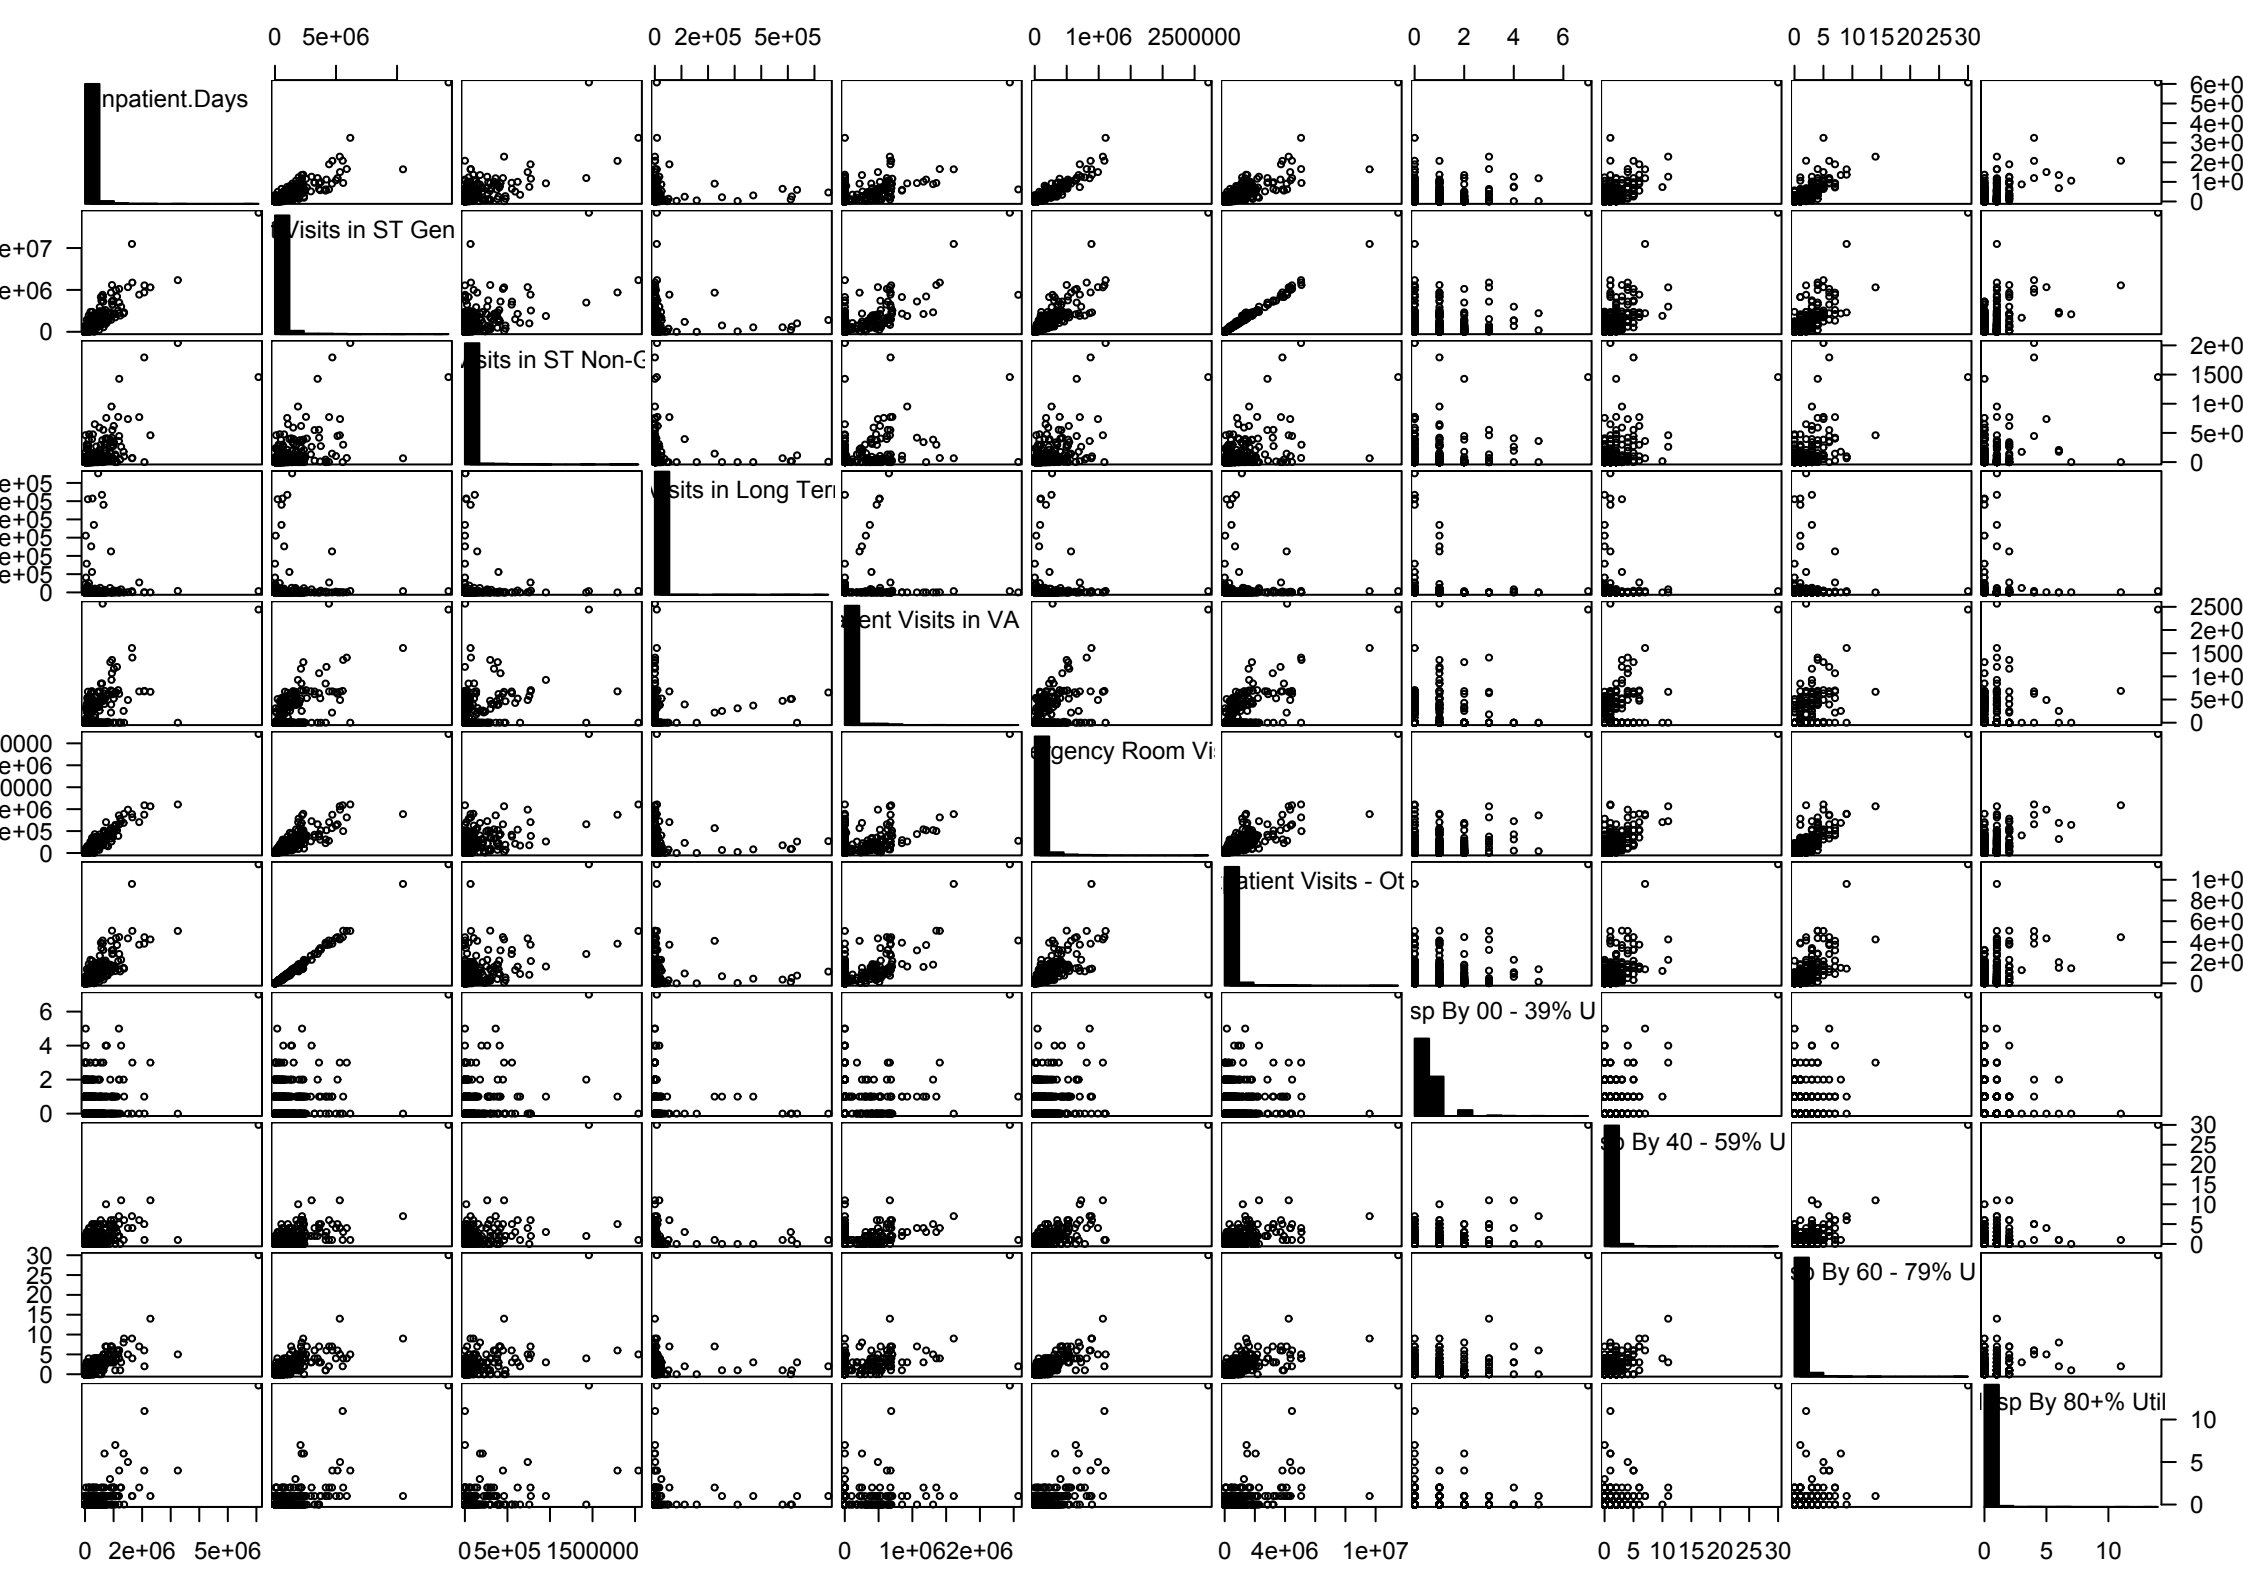 0 5e+06 0 2e+05 5e+05 0 1e+06 2500000 0 2 4 6 0 5 10 15 20 25 30
npatient.Days
6e+0
5e+0
4e+0
3e+0
2e+0
1e+0
0
Visits in ST Gen
e+07
e+06
0
sits in ST Non-G
2e+0
1500
1e+0
5e+0
0
sits in Long Ter
e+05
e+05
e+05
e+05
e+05
e+05
0
ent Visits in VA
2500
2e+0
1500
1e+0
5e+0
0
rgency Room Vis
0000
e+06
0000
e+06
e+05
0
atient Visits - Ot
1e+0
8e+0
6e+0
4e+0
2e+0
0
sp By 00 - 39% U
6
4
2
0
By 40 - 59% U
30
25
20
15
10
5
0
By 60 - 79% U
30
25
20
15
10
5
0
sp By 80+% Util
10
5
0
0 2e+06 5e+06 0 5e+05 1500000 0 1e+06 2e+06 0 4e+06 1e+07 0 5 10 15 20 25 30 0 5 10